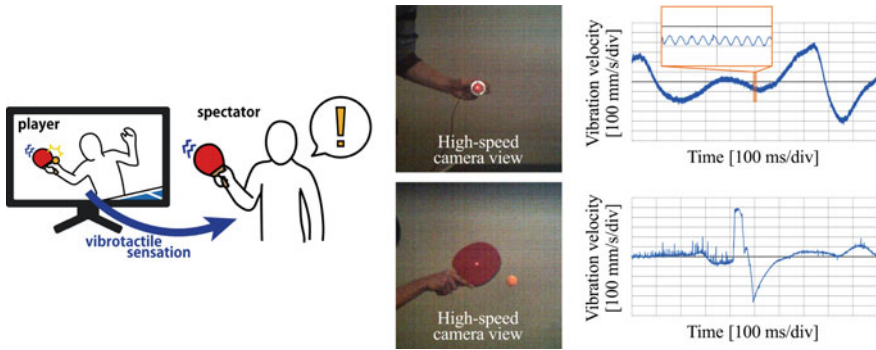 player
spectator
!
vibrotactile
sensation
High-speed
camera view
High-speed
camera view
Vibration velocity
[100 mm/s/div]
Time [100 ms/div]
Vibration velocity
[100 mm/s/div]
Time [100 ms/div]